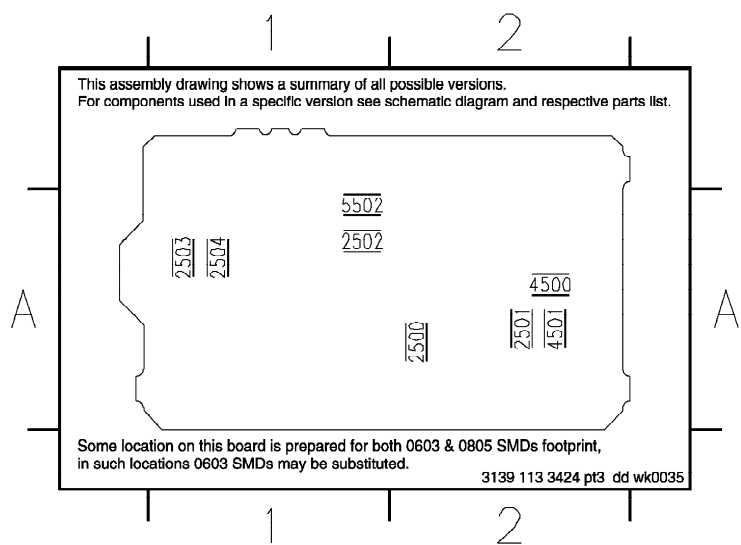 1 2
This assembly drawing shows a summary of all possible versions.
For components used in a specific version see schematic diagram and respective parts list.
5502
2502
2503 2504
4500
A A
2500 2501 4501
Some location on this board is prepared for both 0603 & 0805 SMDs footprint,
in such locations 0603 SMDs may be substituted.
3139 113 3424 pt3 dd wk0035
1 2